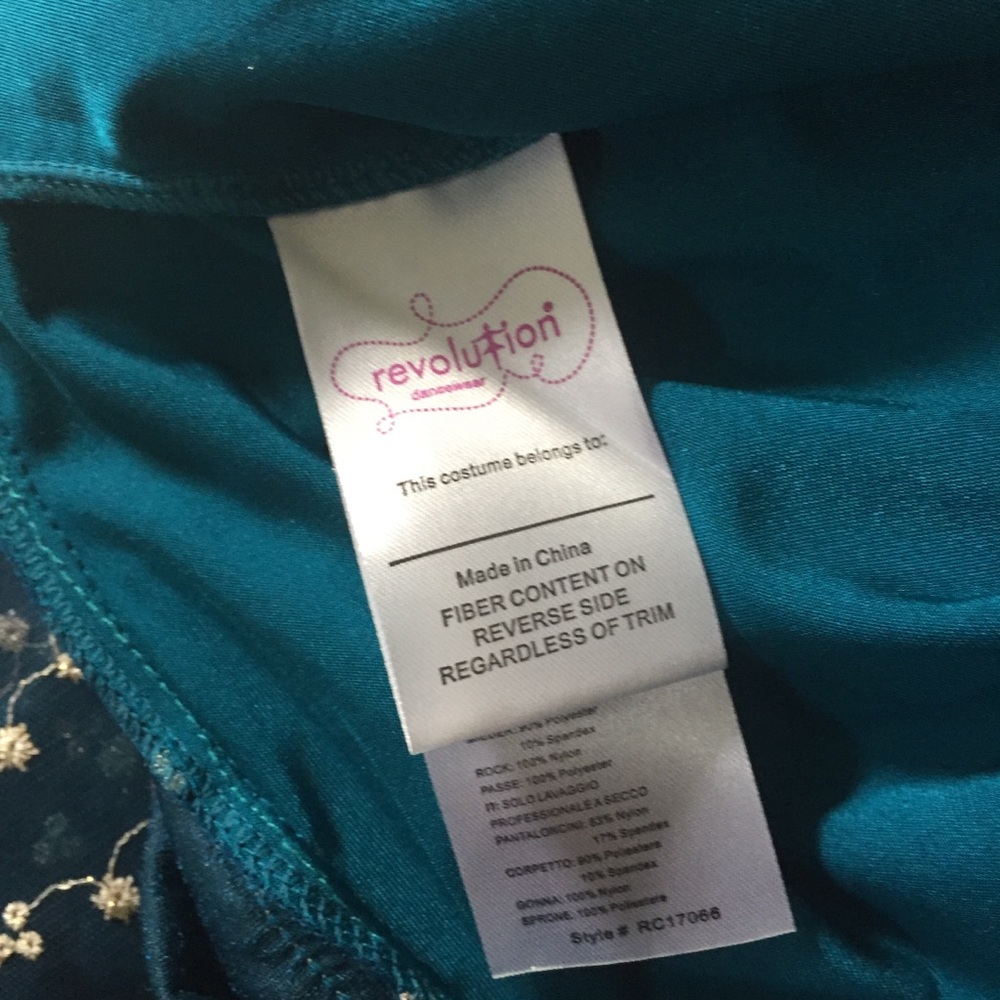 revolution
dancewear
This costume belongs to:
Made in China
FIBER CONTENT ON
REVERSE SIDE
REGARDLESS OF TRIM
90% Polyester
10% Spandex
ROCK: 100% Nylon
PASSE: 100% Polyester
IT: SOLO LAVAGGIO
PROFESSIONALE A SECCO
PANTALONCINI: 83% Nylon
17% Spandex
CORPETTO: 90% Poliestere
10% Spandex
GONNA: 100% Nylon
SPRONE: 100% Poliestere
Style# RC17066